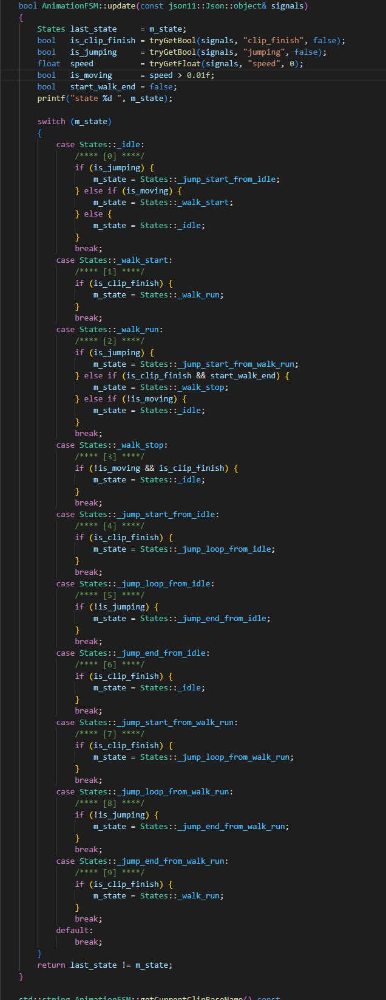 bool AnimationFSM::update(const json11::Json::object& signals)
{
    States last_state     = m_state;
    bool   is_clip_finish = tryGetBool(signals, "clip_finish", false);
    bool   is_jumping     = tryGetBool(signals, "jumping", false);
    float  speed          = tryGetFloat(signals, "speed", 0);
    bool   is_moving      = speed > 0.01f;
    bool   start_walk_end = false;
    printf("state %d ", m_state);

    switch (m_state)
    {
        case States::_idle:
            /**** [0] ****/
            if (is_jumping) {
                m_state = States::_jump_start_from_idle;
            } else if (is_moving) {
                m_state = States::_walk_start;
            } else {
                m_state = States::_idle;
            }
            break;
        case States::_walk_start:
            /**** [1] ****/
            if (is_clip_finish) {
                m_state = States::_walk_run;
            }
            break;
        case States::_walk_run:
            /**** [2] ****/
            if (is_jumping) {
                m_state = States::_jump_start_from_walk_run;
            } else if (is_clip_finish && start_walk_end) {
                m_state = States::_walk_stop;
            } else if (!is_moving) {
                m_state = States::_idle;
            }
            break;
        case States::_walk_stop:
            /**** [3] ****/
            if (!is_moving && is_clip_finish) {
                m_state = States::_idle;
            }
            break;
        case States::_jump_start_from_idle:
            /**** [4] ****/
            if (is_clip_finish) {
                m_state = States::_jump_loop_from_idle;
            }
            break;
        case States::_jump_loop_from_idle:
            /**** [5] ****/
            if (!is_jumping) {
                m_state = States::_jump_end_from_idle;
            }
            break;
        case States::_jump_end_from_idle:
            /**** [6] ****/
            if (is_clip_finish) {
                m_state = States::_idle;
            }
            break;
        case States::_jump_start_from_walk_run:
            /**** [7] ****/
            if (is_clip_finish) {
                m_state = States::_jump_loop_from_walk_run;
            }
            break;
        case States::_jump_loop_from_walk_run:
            /**** [8] ****/
            if (!is_jumping) {
                m_state = States::_jump_end_from_walk_run;
            }
            break;
        case States::_jump_end_from_walk_run:
            /**** [9] ****/
            if (is_clip_finish) {
                m_state = States::_walk_run;
            }
            break;
        default:
            break;
    }
    return last_state != m_state;
}
std::string AnimationFSM::getCurrentClipBaseName() const